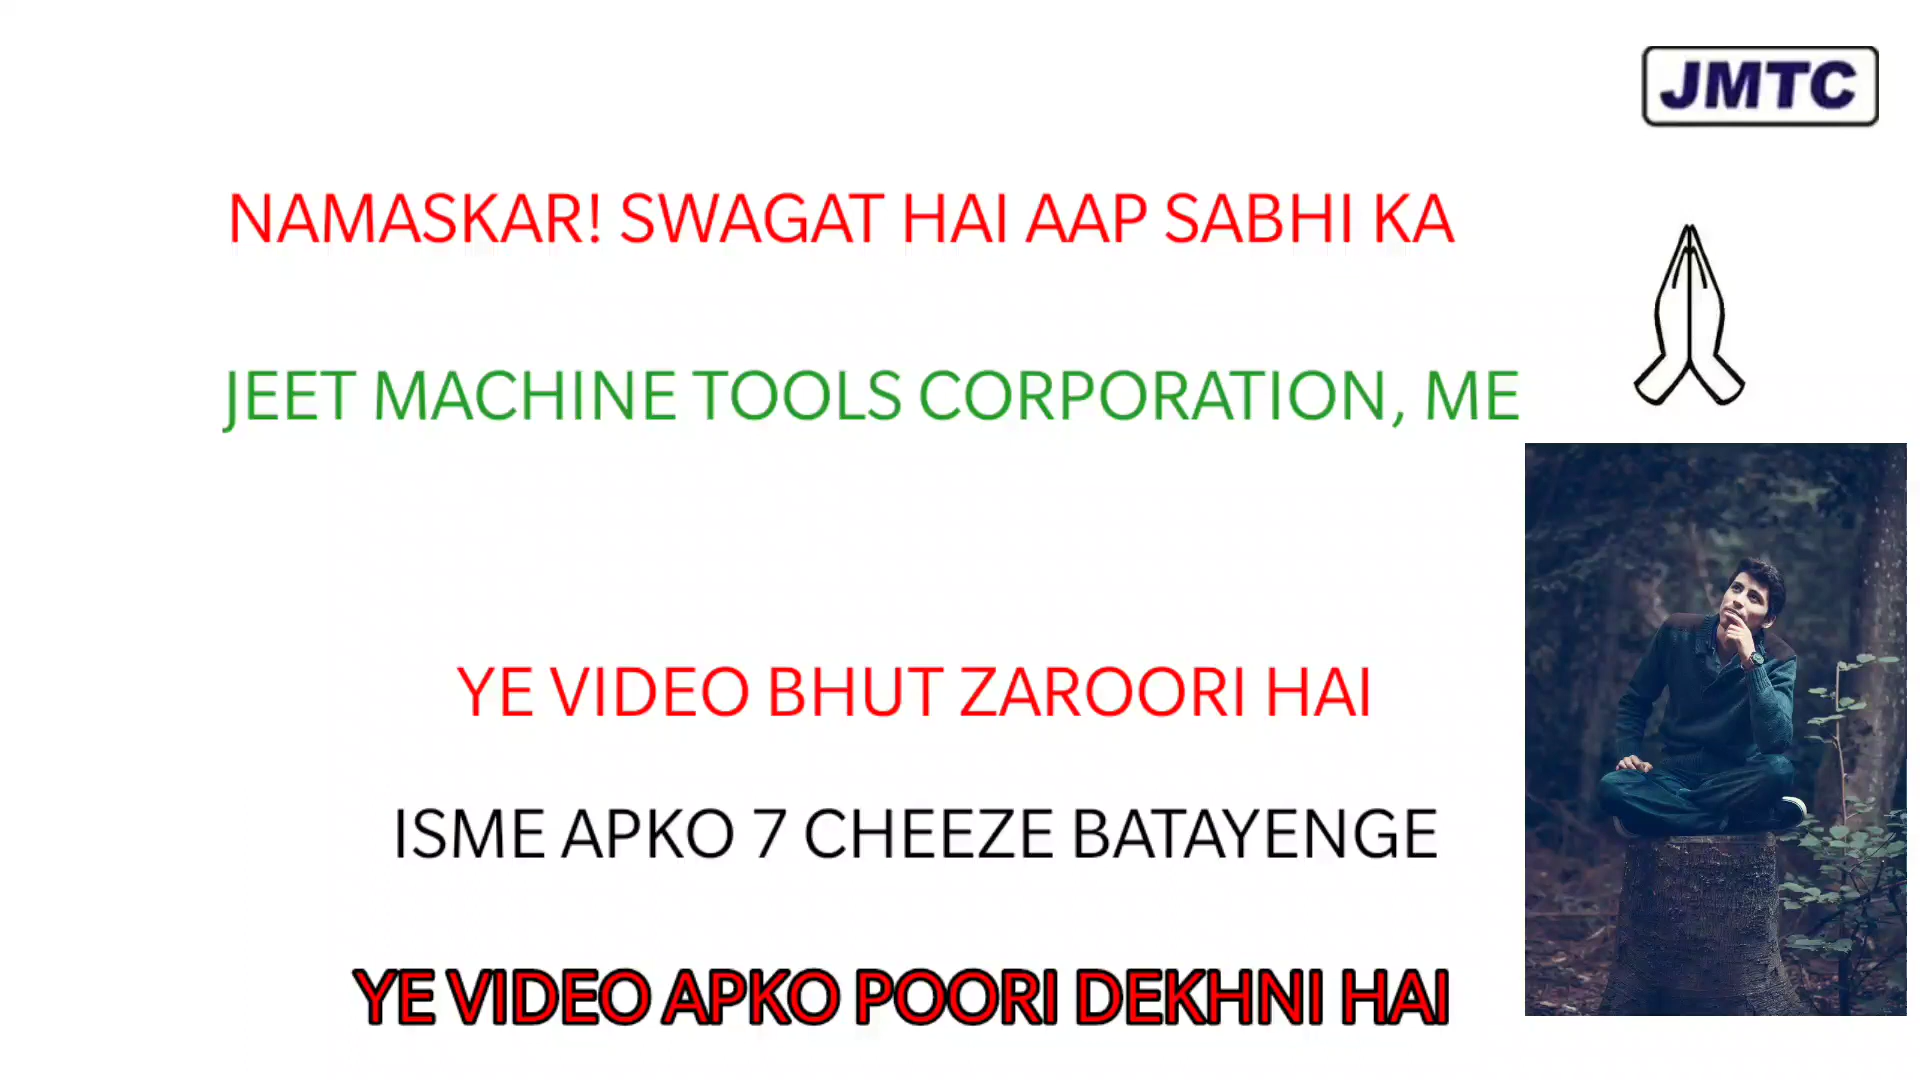 JMTC
NAMASKAR! SWAGAT HAI AAP SABHI KA
JEET MACHINE TOOLS CORPORATION, ME
YE VIDEO BHUT ZAROORI HAI
ISME APKO 7 CHEEZE BATAYENGE
YE VIDEO APKO POORI DEKHNI HAI